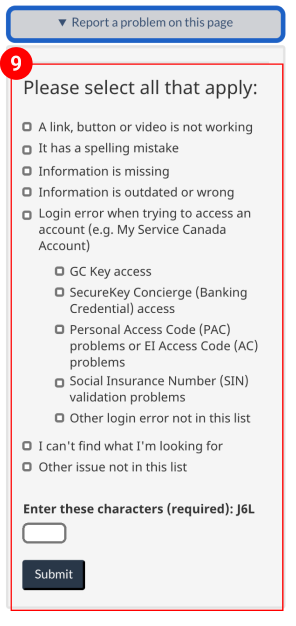 ▼ Report a problem on this page
9
Please select all that apply:
A link, button or video is not working
It has a spelling mistake
Information is missing
Information is outdated or wrong
Login error when trying to access an
account (e.g. My Service Canada
Account)
GC Key access
SecureKey Concierge (Banking
Credential) access
Personal Access Code (PAC)
problems or EI Access Code (AC)
problems
Social Insurance Number (SIN)
validation problems
Other login error not in this list
I can't find what I'm looking for
Other issue not in this list
Enter these characters (required): J6L
Submit